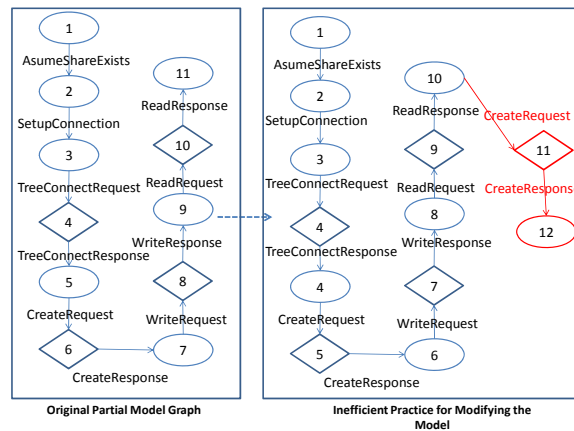 1
AsumeShareExists
2
SetupConnection
3
TreeConnectRequest
4
TreeConnectResponse
5
CreateRequest
6
CreateResponse
7
WriteRequest
8
WriteResponse
9
ReadRequest
10
ReadResponse
11
Original Partial Model Graph
1
AsumeShareExists
2
SetupConnection
3
TreeConnectRequest
4
TreeConnectResponse
4
CreateRequest
5
CreateResponse
6
WriteRequest
7
WriteResponse
8
ReadRequest
9
ReadResponse
10
CreateRequest
11
CreateRespons
12
Inefficient Practice for Modifying the
Model